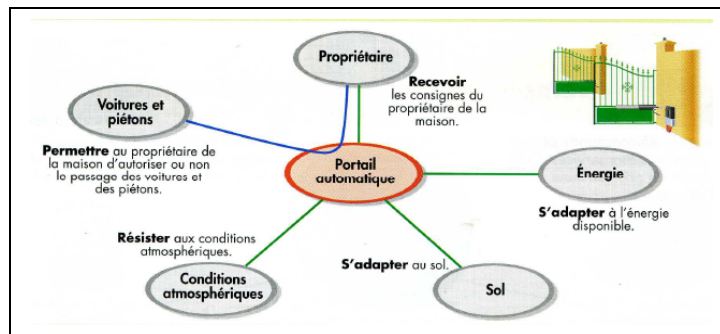 Propriétaire
Recevoir
les consignes du
propriétaire de la
maison.
Voitures et
piétons
Permettre au propriétaire de
la maison d'autoriser ou non
le passage des voitures et
des piétons.
Portail
automatique
Énergie
S'adapter à l'énergie
disponible.
Résister aux conditions
atmosphériques.
Conditions
atmosphériques
S'adapter au sol.
Sol